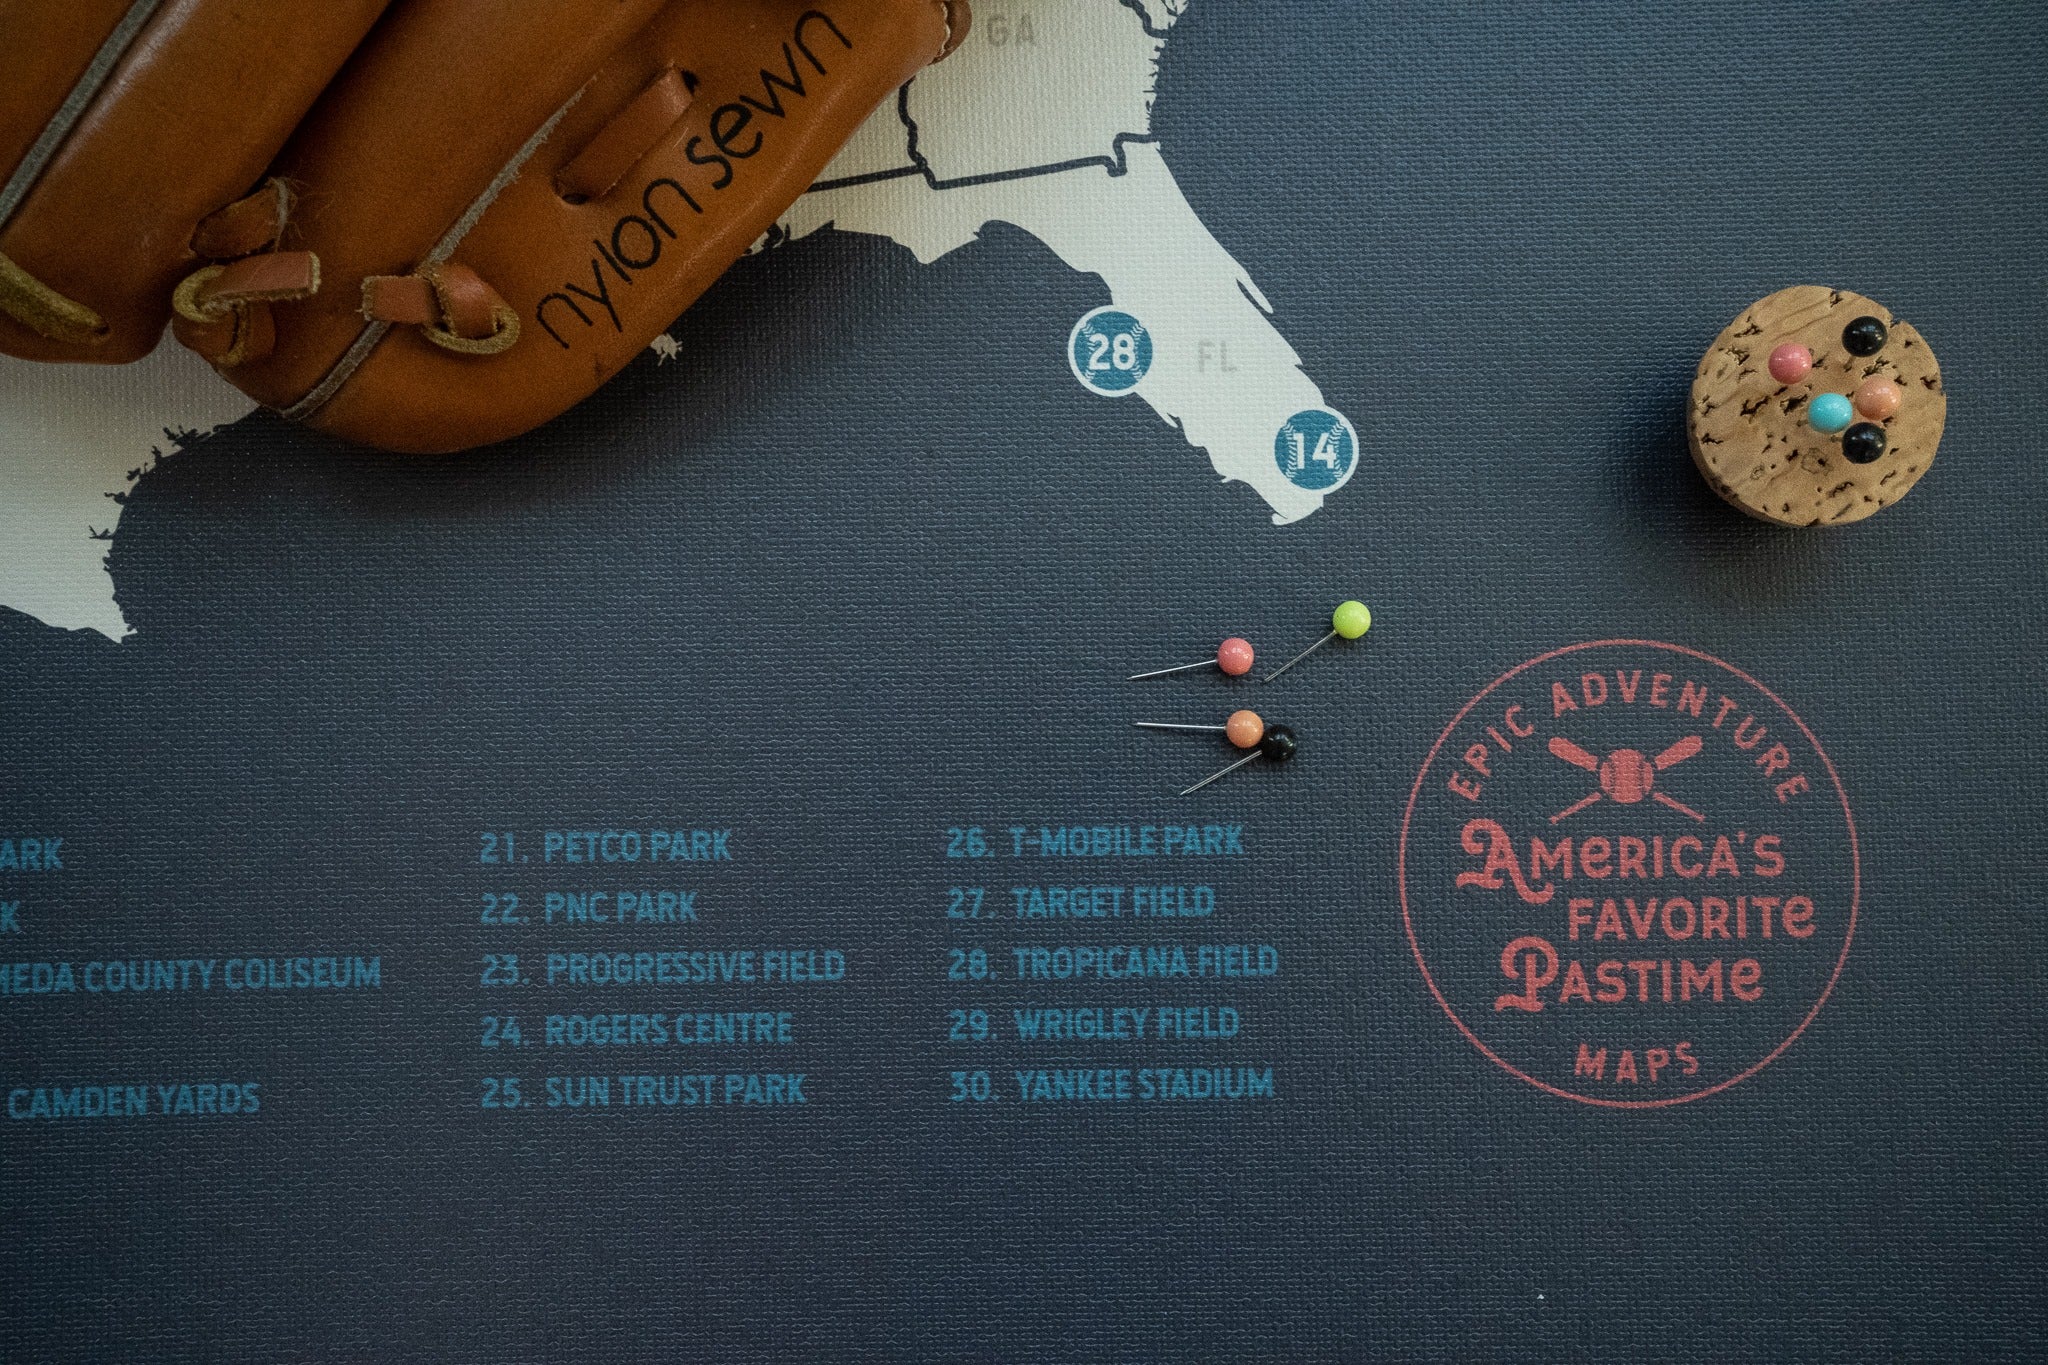 nylon sewn
GA
28
FL
14
ARK
K
MEDA COUNTY COLISEUM
CAMDEN YARDS
21. PETCO PARK
22. PNC PARK
23. PROGRESSIVE FIELD
24. ROGERS CENTRE
25. SUN TRUST PARK
26. T-MOBILE PARK
27. TARGET FIELD
28. TROPICANA FIELD
29. WRIGLEY FIELD
30. YANKEE STADIUM
EPIC ADVENTURE
AMERICA'S
FAVORITE
PASTIME
MAPS